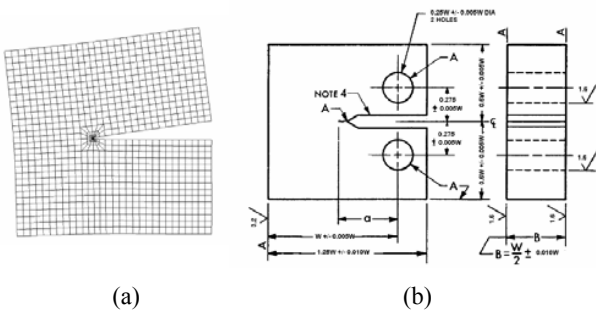 0.25W +/- 0.005W DIA
2 HOLES
A
NOTE 4
A
A
0.275
± 0.005W
0.275
± 0.005W
0.6W +/- 0.005W
0.6W +/- 0.005W
℄
3.2
a
W +/- 0.005W
1.25W +/- 0.010W
A
A
A
1.6
1.6
1.6
1.6
B
B = W/2 ± 0.010W
(a)
(b)